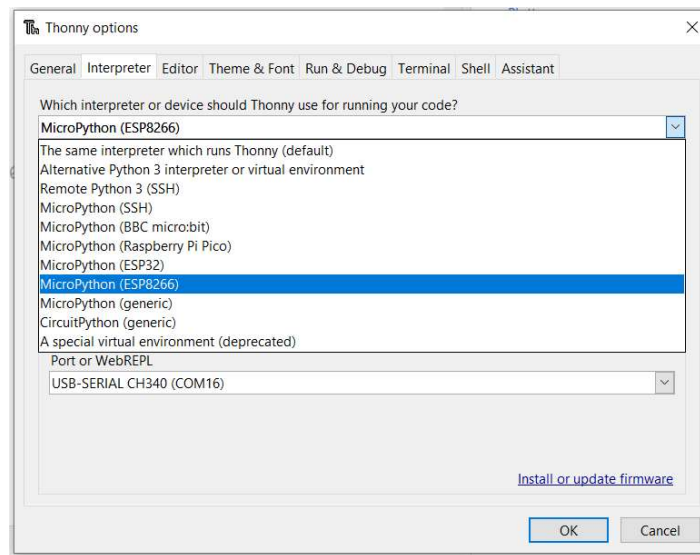 Thonny options
General Interpreter Editor Theme & Font Run & Debug Terminal Shell Assistant
Which interpreter or device should Thonny use for running your code?
MicroPython (ESP8266)
The same interpreter which runs Thonny (default)
Alternative Python 3 interpreter or virtual environment
Remote Python 3 (SSH)
MicroPython (SSH)
MicroPython (BBC micro:bit)
MicroPython (Raspberry Pi Pico)
MicroPython (ESP32)
MicroPython (ESP8266)
MicroPython (generic)
CircuitPython (generic)
A special virtual environment (deprecated)
Port or WebREPL
USB-SERIAL CH340 (COM16)
Install or update firmware
OK Cancel